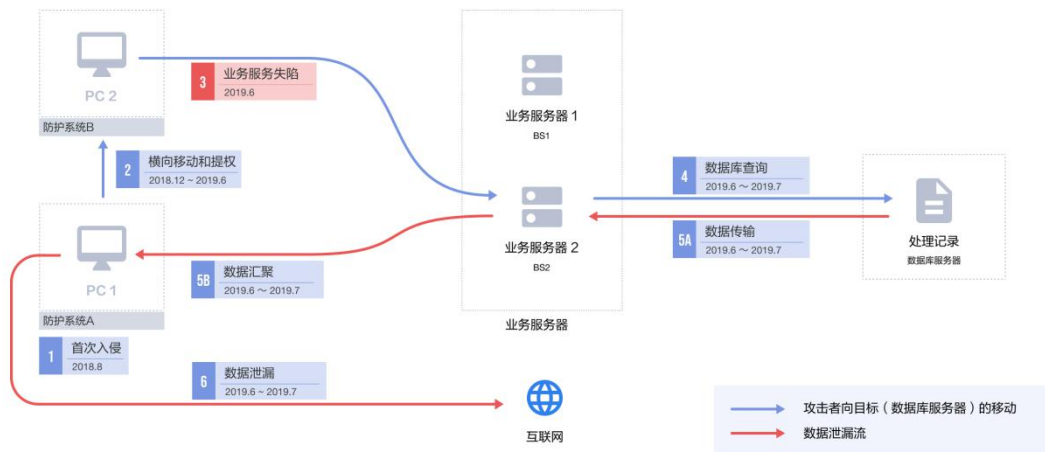 PC 2
防护系统B
3
业务服务失陷
2019.6
2
横向移动和提权
2018.12 ~ 2019.6
业务服务器 1
BS1
业务服务器 2
BS2
业务服务器
4
数据库查询
2019.6 ～ 2019.7
5A
数据传输
2019.6 ～ 2019.7
处理记录
数据库服务器
PC 1
防护系统A
5B
数据汇聚
2019.6 ～ 2019.7
1
首次入侵
2018.8
6
数据泄漏
2019.6 ~ 2019.7
互联网
攻击者向目标（数据库服务器）的移动
数据泄漏流